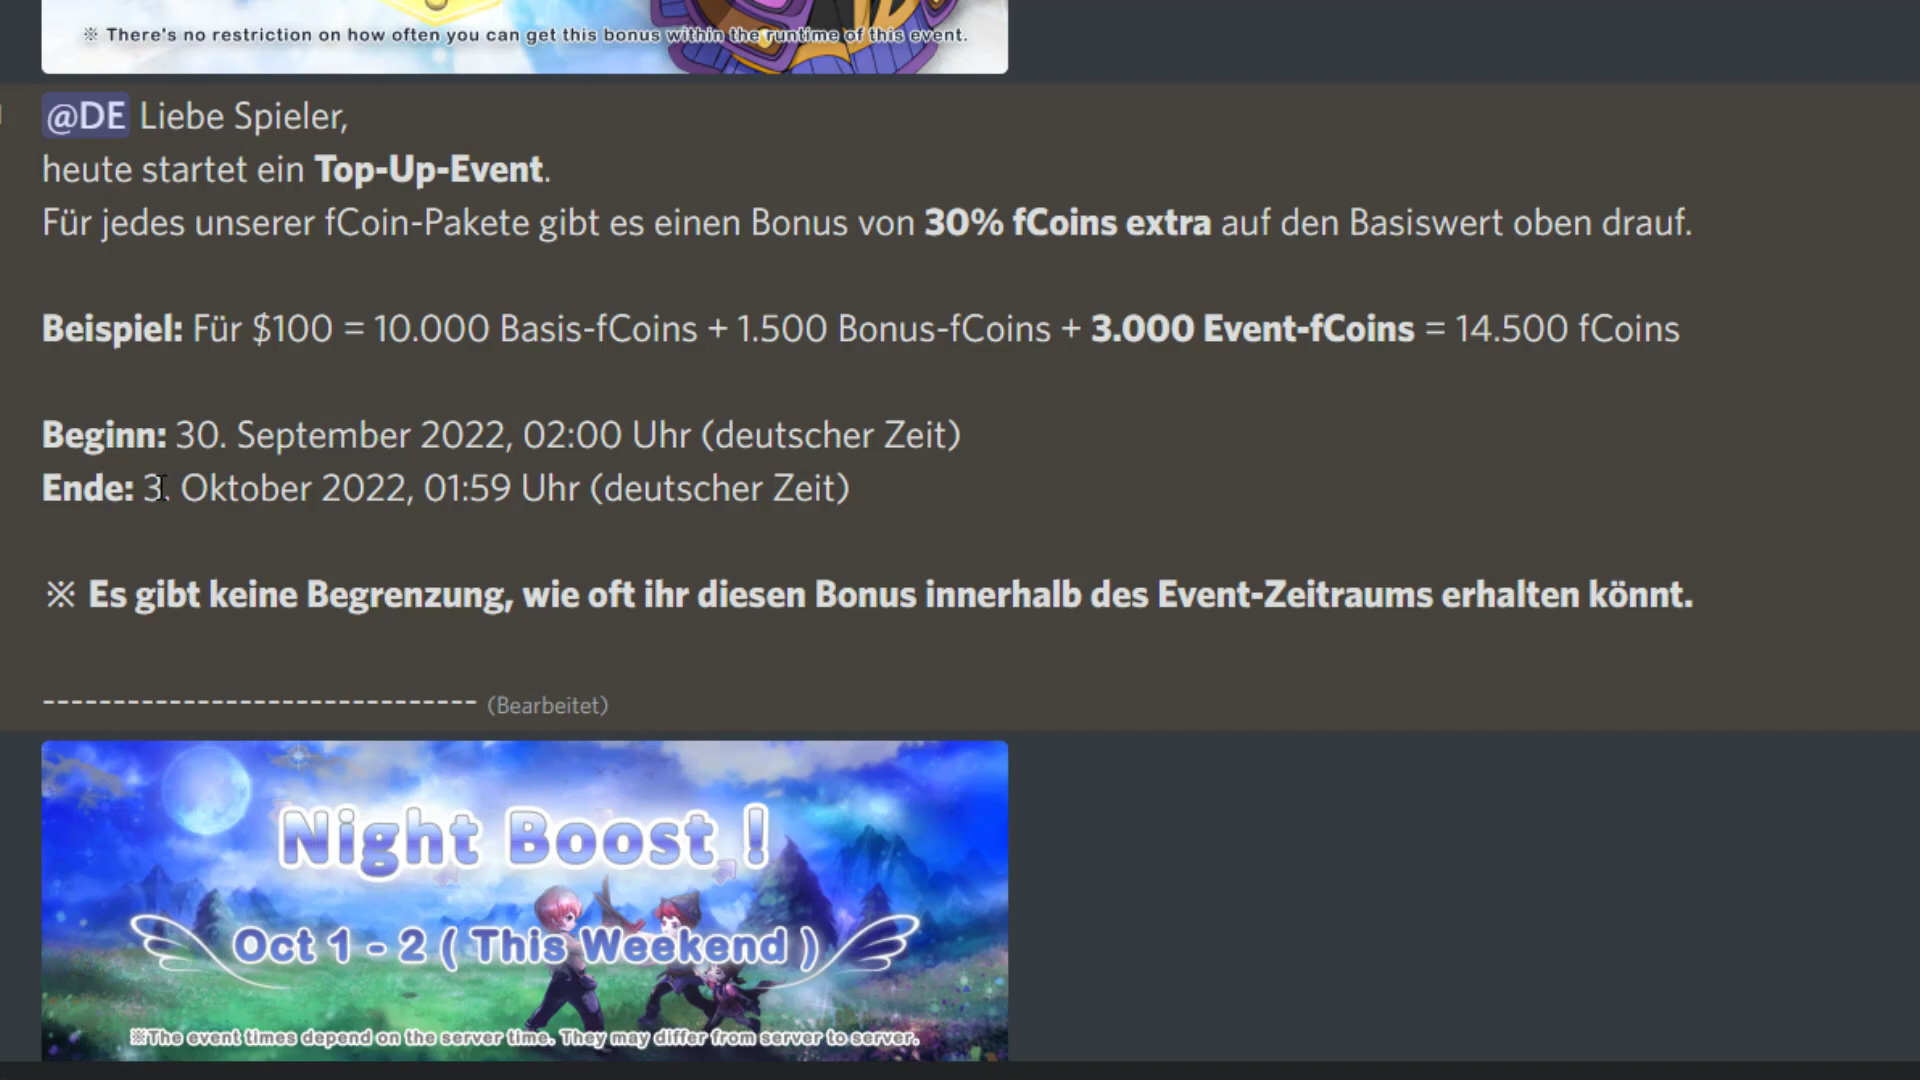 ※ There's no restriction on how often you can get this bonus within the runtime of this event.
@DE Liebe Spieler,
heute startet ein Top-Up-Event.
Für jedes unserer fCoin-Pakete gibt es einen Bonus von 30% fCoins extra auf den Basiswert oben drauf.
Beispiel: Für $100 = 10.000 Basis-fCoins + 1.500 Bonus-fCoins + 3.000 Event-fCoins = 14.500 fCoins
Beginn: 30. September 2022, 02:00 Uhr (deutscher Zeit)
Ende: 3. Oktober 2022, 01:59 Uhr (deutscher Zeit)
※ Es gibt keine Begrenzung, wie oft ihr diesen Bonus innerhalb des Event-Zeitraums erhalten könnt.
------------------------------- (Bearbeitet)
Night Boost !
Oct 1 - 2 ( This Weekend )
※The event times depend on the server time. They may differ from server to server.